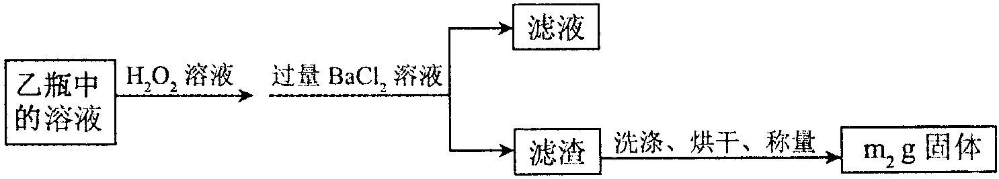 乙瓶中
的溶液
H₂O₂ 溶液
过量 BaCl₂ 溶液
滤液
滤渣
洗涤、烘干、称量
m₂ g 固体